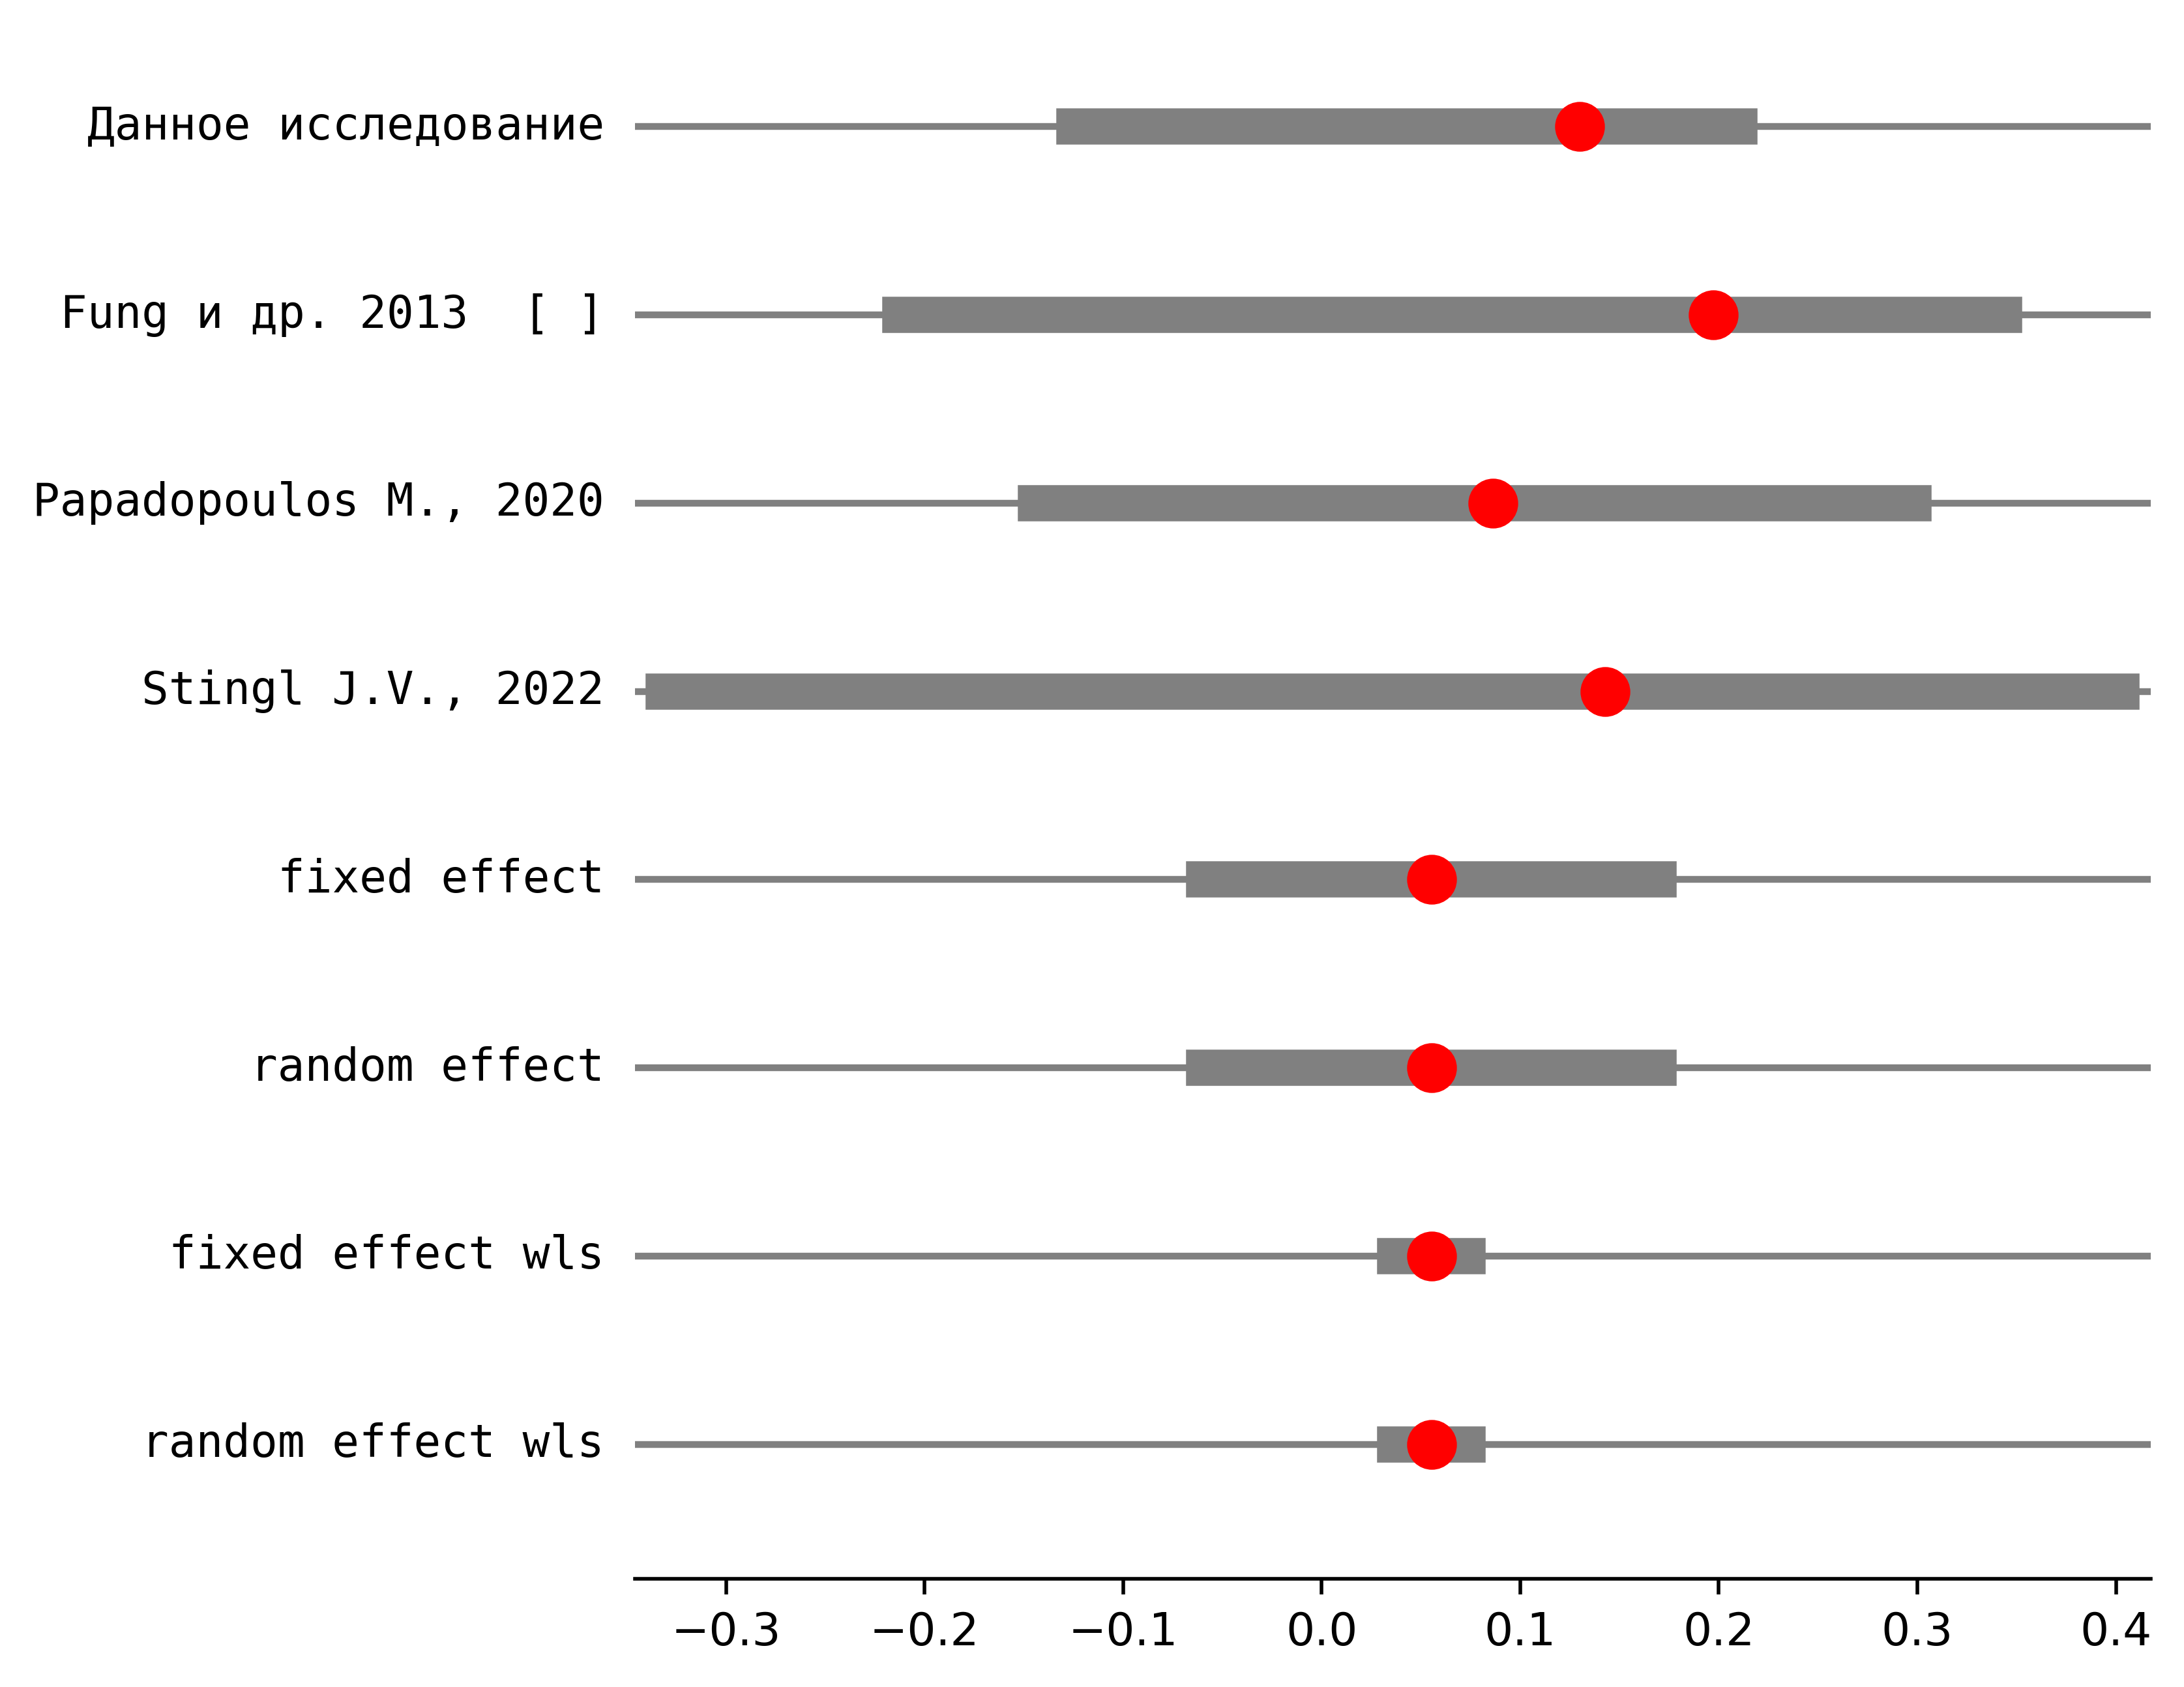 Данное исследование
Fung и др. 2013  [ ]
Papadopoulos M., 2020
Stingl J.V., 2022
fixed effect
random effect
fixed effect wls
random effect wls
−0.3 −0.2 −0.1 0.0 0.1 0.2 0.3 0.4